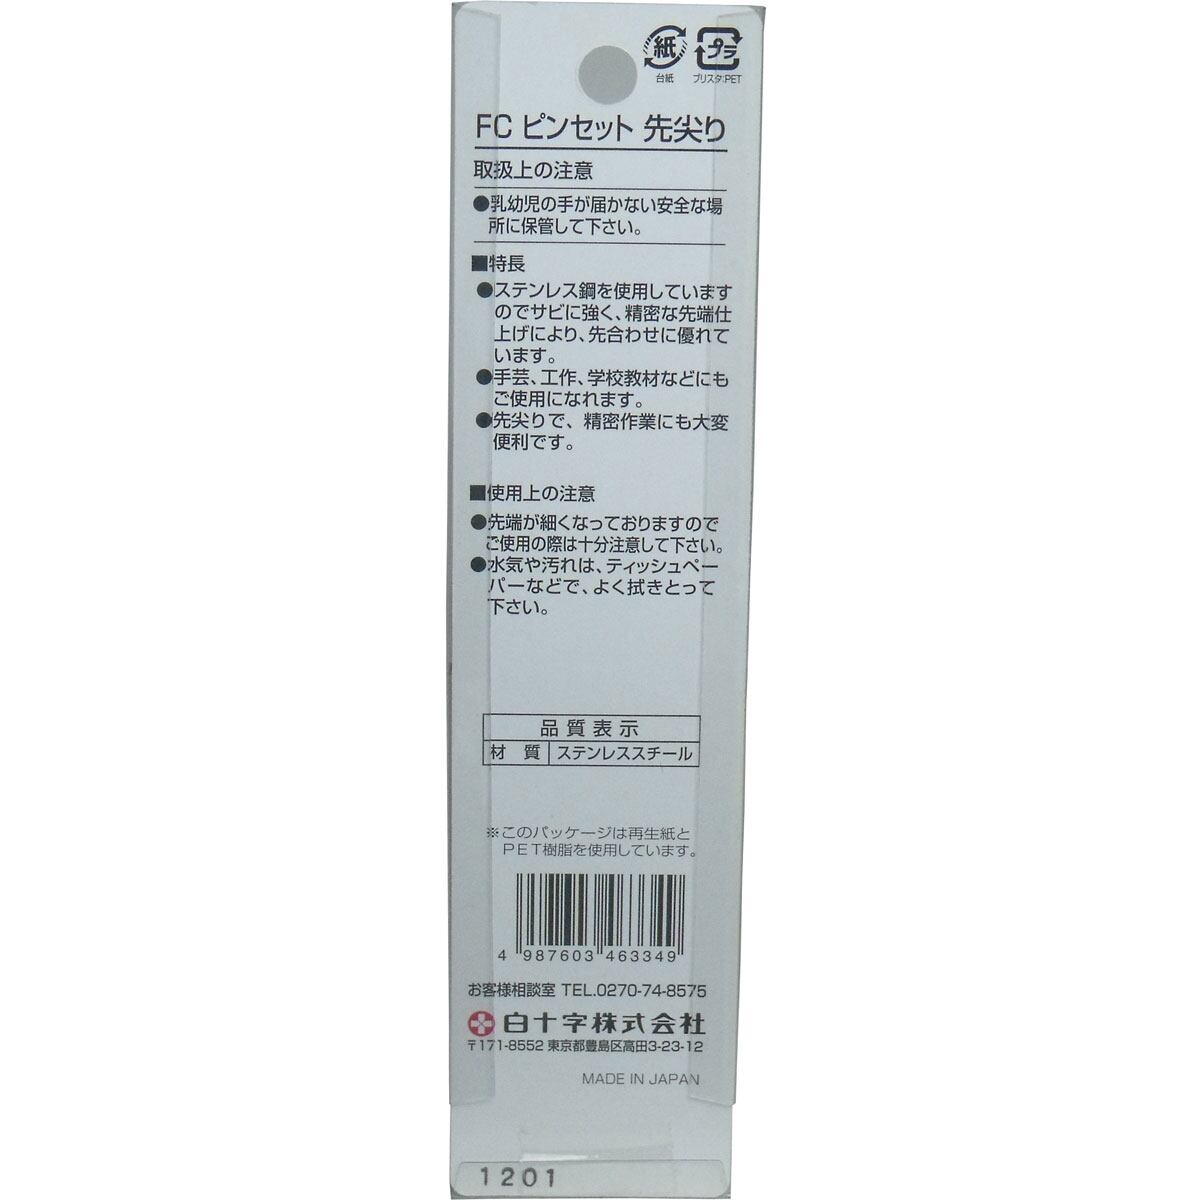 紙
プラ
台紙
ブリスタ:PET
FC ピンセット 先尖り
取扱上の注意
●乳幼児の手が届かない安全な場
所に保管して下さい。
■特長
●ステンレス鋼を使用しています
のでサビに強く、精密な先端仕
上げにより、先合わせに優れて
います。
●手芸、工作、学校教材などにも
ご使用になれます。
●先尖りで、精密作業にも大変
便利です。
■使用上の注意
●先端が細くなっておりますので
ご使用の際は十分注意して下さい。
●水気や汚れは、ティッシュペー
パーなどで、よく拭きとって
下さい。
品質表示
材 質 ステンレススチール
※このパッケージは再生紙と
PET樹脂を使用しています。
4 987603 463349
お客様相談室 TEL.0270-74-8575
白十字株式会社
〒171-8552 東京都豊島区高田3-23-12
MADE IN JAPAN
1201